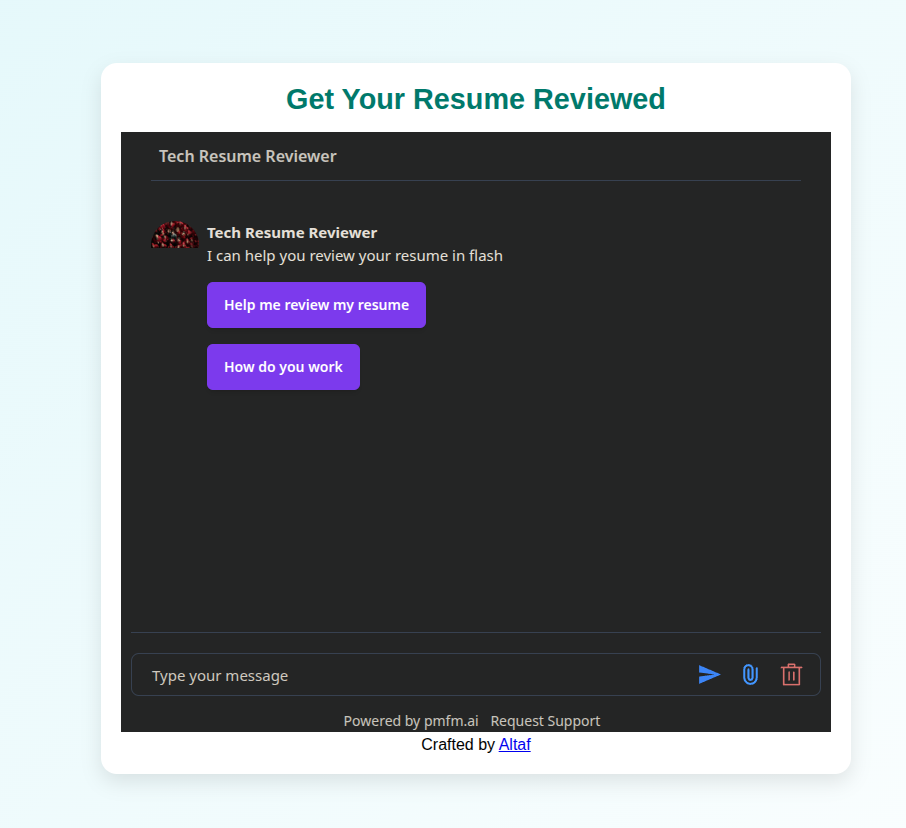 Get Your Resume Reviewed
Tech Resume Reviewer
Tech Resume Reviewer
I can help you review your resume in flash
Help me review my resume
How do you work
Type your message
Powered by pmfm.ai Request Support
Crafted by Altaf